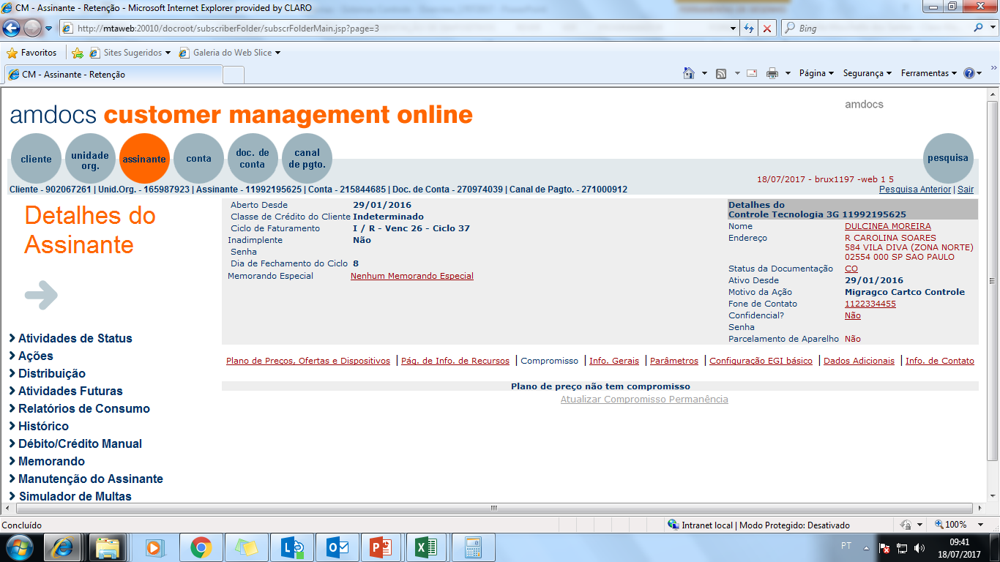 CM - Assinante - Retenção - Microsoft Internet Explorer provided by CLARO
http://mtaweb:20010/docroot/subscriberFolder/subscrFolderMain.jsp?page=3
Bing
Favoritos
Sites Sugeridos
Galeria do Web Slice
CM - Assinante - Retenção
Página
Segurança
Ferramentas
amdocs customer management online
amdocs
cliente
unidade org.
assinante
conta
doc. de conta
canal de pgto.
pesquisa
18/07/2017 - brux1197 -web 1 5
Cliente - 902067261 | Unid.Org. - 165987923 | Assinante - 11992195625 | Conta - 215844685 | Doc. de Conta - 270974039 | Canal de Pagto. - 271000912
Pesquisa Anterior | Sair
Detalhes do
Assinante
Atividades de Status
Ações
Distribuição
Atividades Futuras
Relatórios de Consumo
Histórico
Débito/Crédito Manual
Memorando
Manutenção do Assinante
Simulador de Multas
Aberto Desde 29/01/2016
Classe de Crédito do Cliente Indeterminado
Ciclo de Faturamento I / R - Venc 26 - Ciclo 37
Inadimplente Não
Senha
Dia de Fechamento do Ciclo 8
Memorando Especial Nenhum Memorando Especial
Detalhes do
Controle Tecnologia 3G 11992195625
Nome DULCINEA MOREIRA
Endereço R CAROLINA SOARES
584 VILA DIVA (ZONA NORTE)
02554 000 SP SAO PAULO
Status da Documentação CO
Ativo Desde 29/01/2016
Motivo da Ação Migragco Cartco Controle
Fone de Contato 1122334455
Confidencial? Não
Senha
Parcelamento de Aparelho Não
Plano de Preços, Ofertas e Dispositivos | Pág. de Info. de Recursos | Compromisso | Info. Gerais | Parâmetros | Configuração EGI básico | Dados Adicionais | Info. de Contato
Plano de preço não tem compromisso
Atualizar Compromisso Permanência
Concluído
Intranet local | Modo Protegido: Desativado
100%
PT
09:41
18/07/2017